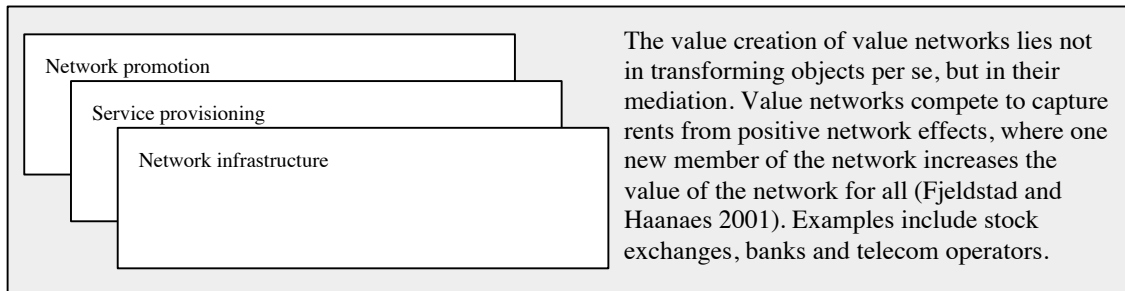 Network promotion
Service provisioning
Network infrastructure
The value creation of value networks lies not
in transforming objects per se, but in their
mediation. Value networks compete to capture
rents from positive network effects, where one
new member of the network increases the
value of the network for all (Fjeldstad and
Haanaes 2001). Examples include stock
exchanges, banks and telecom operators.